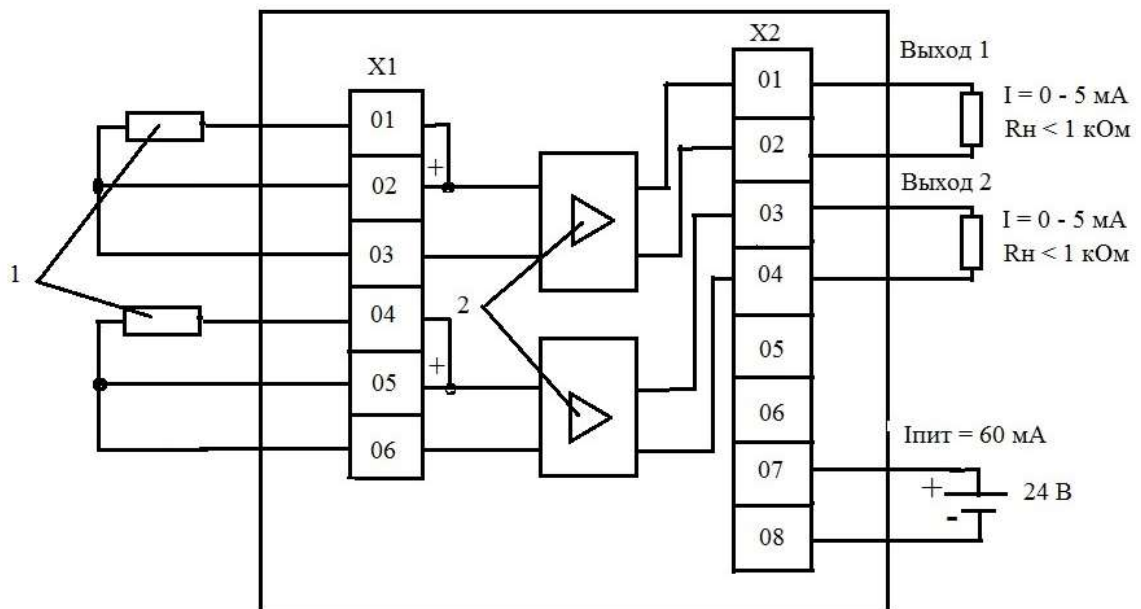 X1
01
02
03
04
05
06
+
+
1
2
X2
01
02
03
04
05
06
07
08
Выход 1
I = 0 - 5 мА
Rн < 1 кОм
Выход 2
I = 0 - 5 мА
Rн < 1 кОм
Iпит = 60 мА
+
24 В
-